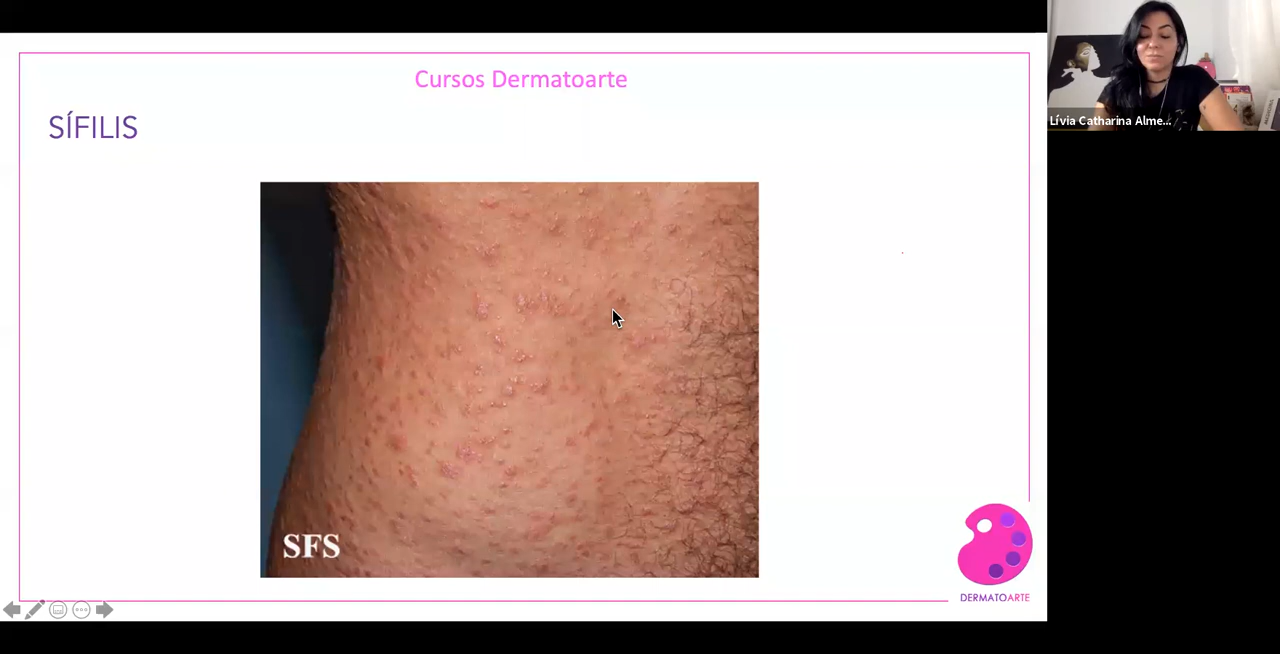 Cursos Dermatoarte
SÍFILIS
SFS
DERMATOARTE
Lívia Catharina Alme...